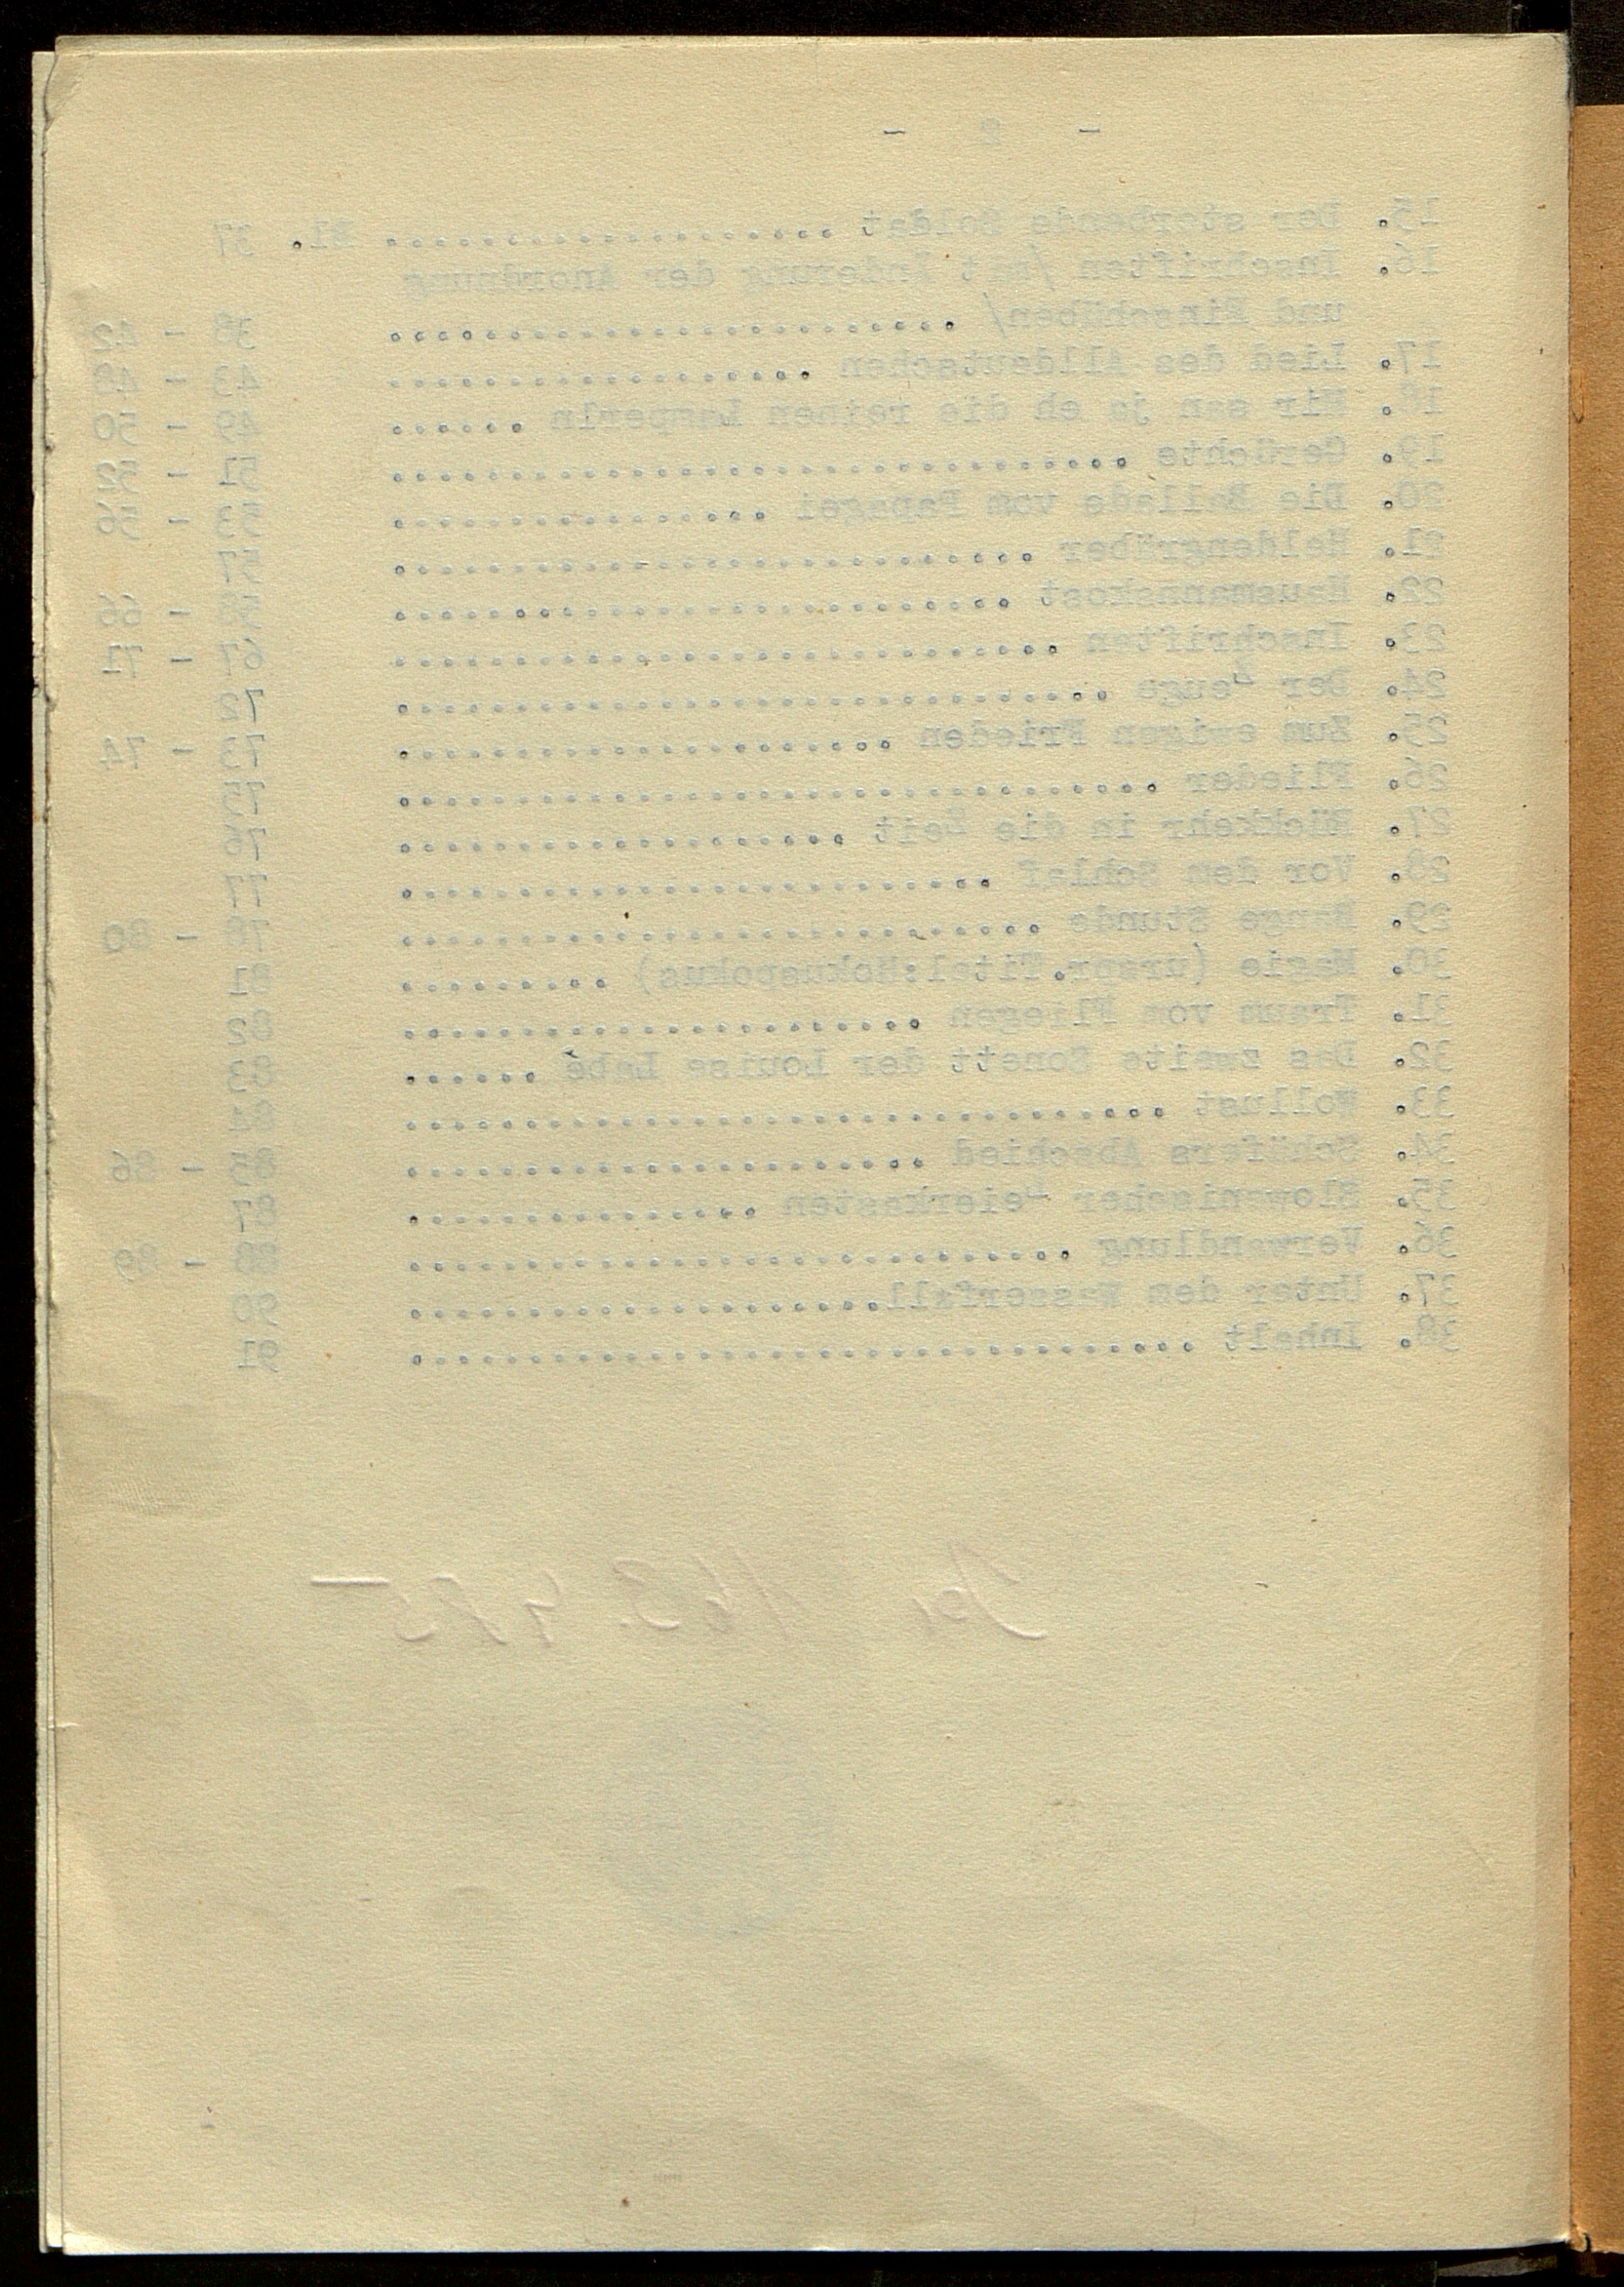 - 2 -
15. Der sterbende Soldat ................... Bl. 37
16. Inschriften /mit Änderung der Anordnung
und Einschüben/ ........................ 38 - 42
17. Lied des Alldeutschen .................. 43 - 48
18. Mir san ja eh die reinen Lamperln ...... 49 - 50
19. Gerüchte ............................... 51 - 52
20. Die Ballade vom Papagei ................ 53 - 56
21. Heldengräber ........................... 57
22. Hausmannskost .......................... 58 - 66
23. Inschriften ............................ 67 - 71
24. Der Zeuge .............................. 72
25. Zum ewigen Frieden ..................... 73 - 74
26. Flieder ................................ 75
27. Rückkehr in die Zeit ................... 76
28. Vor dem Schlaf ......................... 77
29. Bange Stunde ........................... 78 - 80
30. Magie (urspr.Titel:Hokuspokus) ......... 81
31. Traum vom Fliegen ...................... 82
32. Das zweite Sonett der Louise Labé ...... 83
33. Wollust ................................ 84
34. Schäfers Abschied ...................... 85 - 86
35. Slowenischer Leierkasten ............... 87
36. Verwandlung ............................ 88 - 89
37. Unter dem Wasserfall.................... 90
38. Inhalt ................................. 91